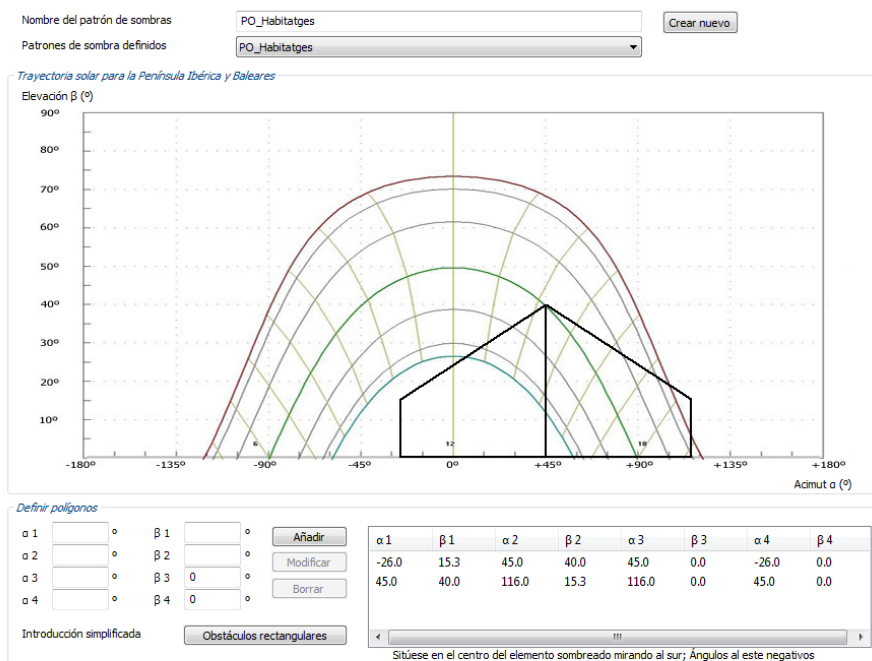 Nombre del patrón de sombras PO_Habitatges Crear nuevo
Patrones de sombra definidos PO_Habitatges
Trayectoria solar para la Península Ibérica y Baleares
Elevación β (º)
90º
80º
70º
60º
50º
40º
30º
20º
10º
6 12 18
-180º -135º -90º -45º 0º +45º +90º +135º +180º
Acimut α (º)
Definir polígonos
α 1 º β 1 º Añadir
α 2 º β 2 º Modificar
α 3 º β 3 0 º Borrar
α 4 º β 4 0 º
α 1 β 1 α 2 β 2 α 3 β 3 α 4 β 4
-26.0 15.3 45.0 40.0 45.0 0.0 -26.0 0.0
45.0 40.0 116.0 15.3 116.0 0.0 45.0 0.0
Introducción simplificada Obstáculos rectangulares
Sitúese en el centro del elemento sombreado mirando al sur; Ángulos al este negativos